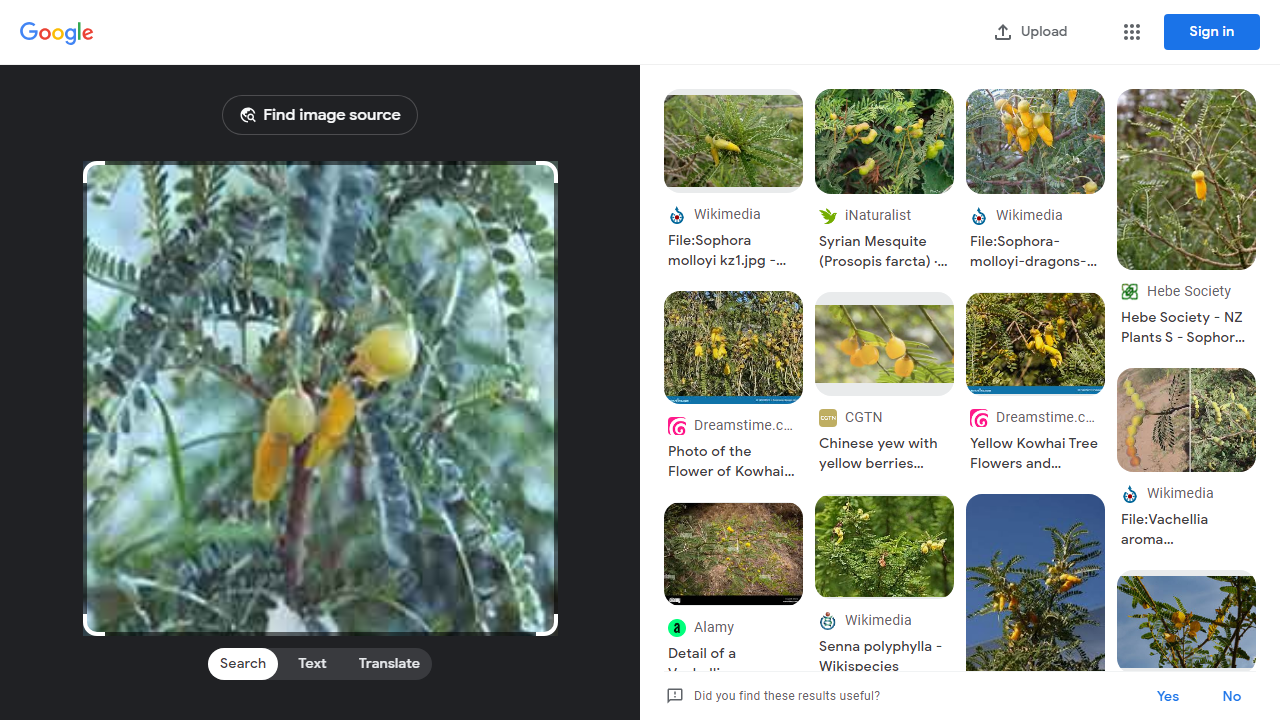 Google
Upload
Sign in
Find image source
Search
Text
Translate
Wikimedia
File:Sophora
molloyi kz1.jpg -...
iNaturalist
Syrian Mesquite
(Prosopis farcta) ·...
Wikimedia
File:Sophora-
molloyi-dragons-...
Hebe Society
Hebe Society - NZ
Plants S - Sophor...
Dreamstime.c...
Photo of the
Flower of Kowhai...
CGTN
CGTN
Chinese yew with
yellow berries...
Dreamstime.c...
Yellow Kowhai Tree
Flowers and...
Wikimedia
File:Vachellia
aroma...
a
Alamy
Detail of a
Wikimedia
Senna polyphylla -
Wikispecies
Did you find these results useful?
Yes
No